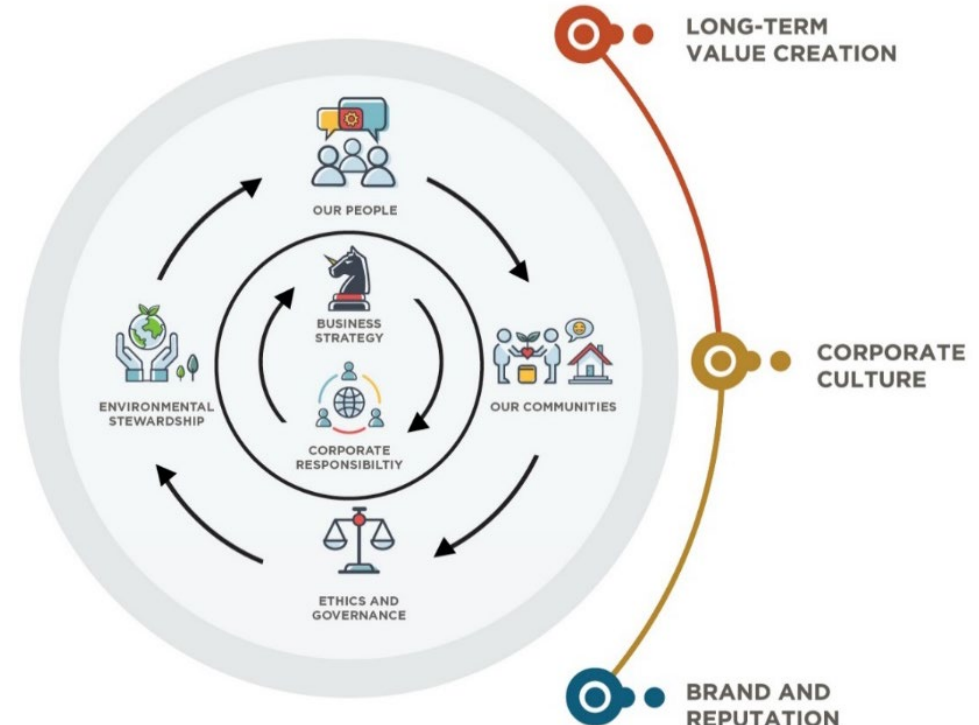 LONG-TERM
VALUE CREATION
OUR PEOPLE
BUSINESS
STRATEGY
CORPORATE
CULTURE
ENVIRONMENTAL
STEWARDSHIP
OUR COMMUNITIES
CORPORATE
RESPONSIBILTIY
ETHICS AND
GOVERNANCE
BRAND AND
REPUTATION